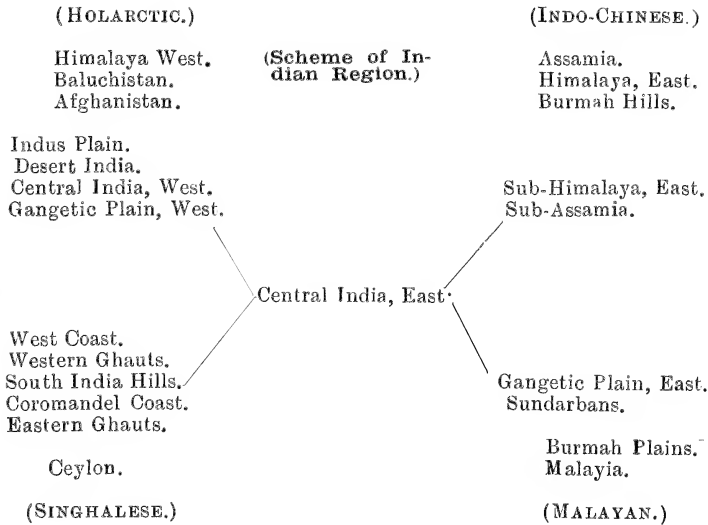 (HOLARCTIC.)
Himalaya West.
Baluchistan.
Afghanistan.
(Scheme of In-
dian Region.)
(INDO-CHINESE.)
Assamia.
Himalaya, East.
Burmah Hills.
Indus Plain.
Desert India.
Central India, West.
Gangetic Plain, West.
Sub-Himalaya, East.
Sub-Assamia.
Central India, East.
West Coast.
Western Ghauts.
South India Hills.
Coromandel Coast.
Eastern Ghauts.
Ceylon.
(SINGHALESE.)
Gangetic Plain, East.
Sundarbans.
Burmah Plains.
Malayia.
(MALAYAN.)